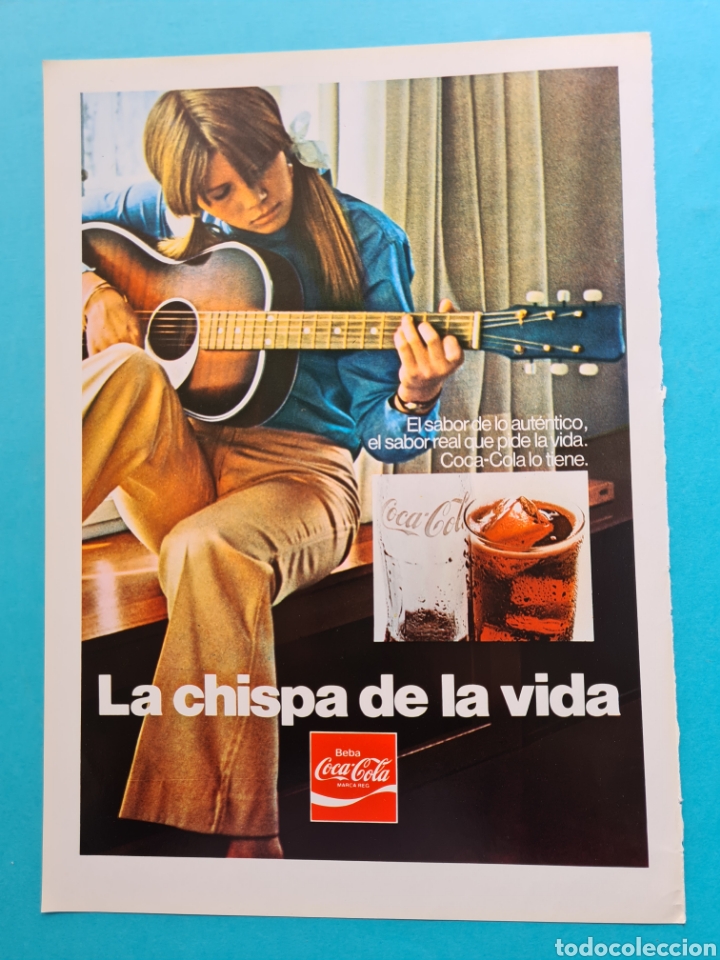 El sabor de lo auténtico,
el sabor real que pide la vida.
Coca-Cola lo tiene.
Coca-Col
La chispa de la vida
Beba
Coca-Cola
MARCA REG.
todocoleccion